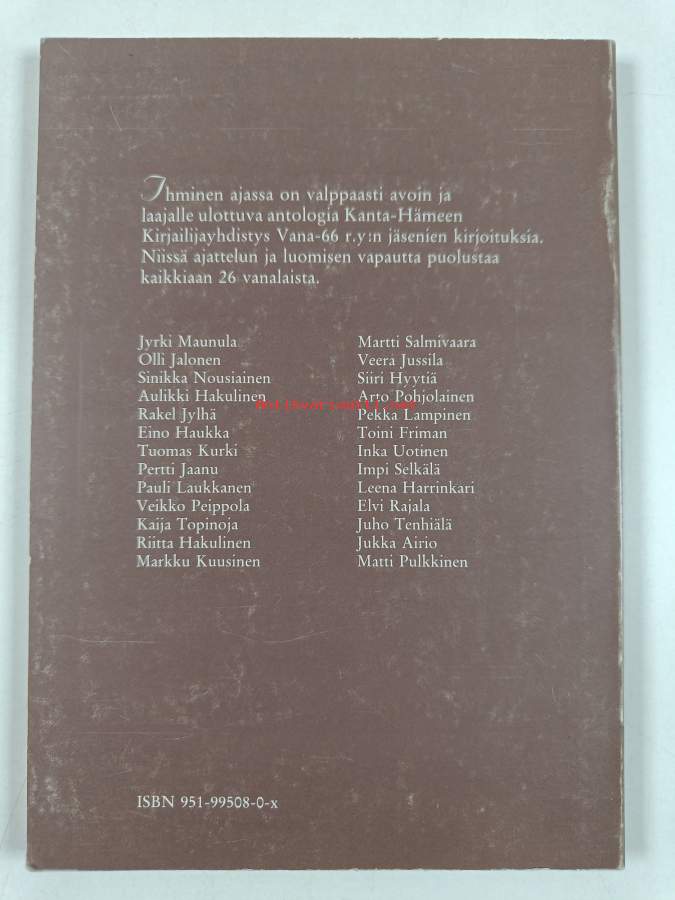 Ihminen ajassa on valppaasti avoin ja
laajalle ulottuva antologia Kanta-Hämeen
Kirjailijayhdistys Vana-66 r.y:n jäsenien kirjoituksia.
Niissä ajattelun ja luomisen vapautta puolustaa
kaikkiaan 26 vanalaista.
Jyrki Maunula
Olli Jalonen
Sinikka Nousiainen
Aulikki Hakulinen
Rakel Jylhä
Eino Haukka
Tuomas Kurki
Pertti Jaanu
Pauli Laukkanen
Veikko Peippola
Kaija Topinoja
Riitta Hakulinen
Markku Kuusinen
Martti Salmivaara
Veera Jussila
Siiri Hyytiä
Arto Pohjolainen
Pekka Lampinen
Toini Friman
Inka Uotinen
Impi Selkälä
Leena Harrinkari
Elvi Rajala
Juho Tenhiälä
Jukka Airio
Matti Pulkkinen
ISBN 951-99508-0-x